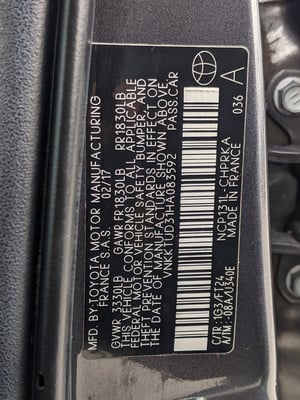 MFD.BY:TOYOTA MOTOR MANUFACTURING
FRANCE S.A.S. 02/17
GVWR 3330LB GAWR FR1830LB RR1830LB
THIS VEHICLE CONFORMS TO ALL APPLICABLE
FEDERAL MOTOR VEHICLE SAFETY, BUMPER, AND
THEFT PREVENTION STANDARDS IN EFFECT ON
THE DATE OF MANUFACTURE SHOWN ABOVE.
VNKKTUD31HA083592 PASS.CAR
NCP131L-CHPRKA
MADE IN FRANCE 036 A
C/TR:1G3/FT24
A/TM:-08A/U340E